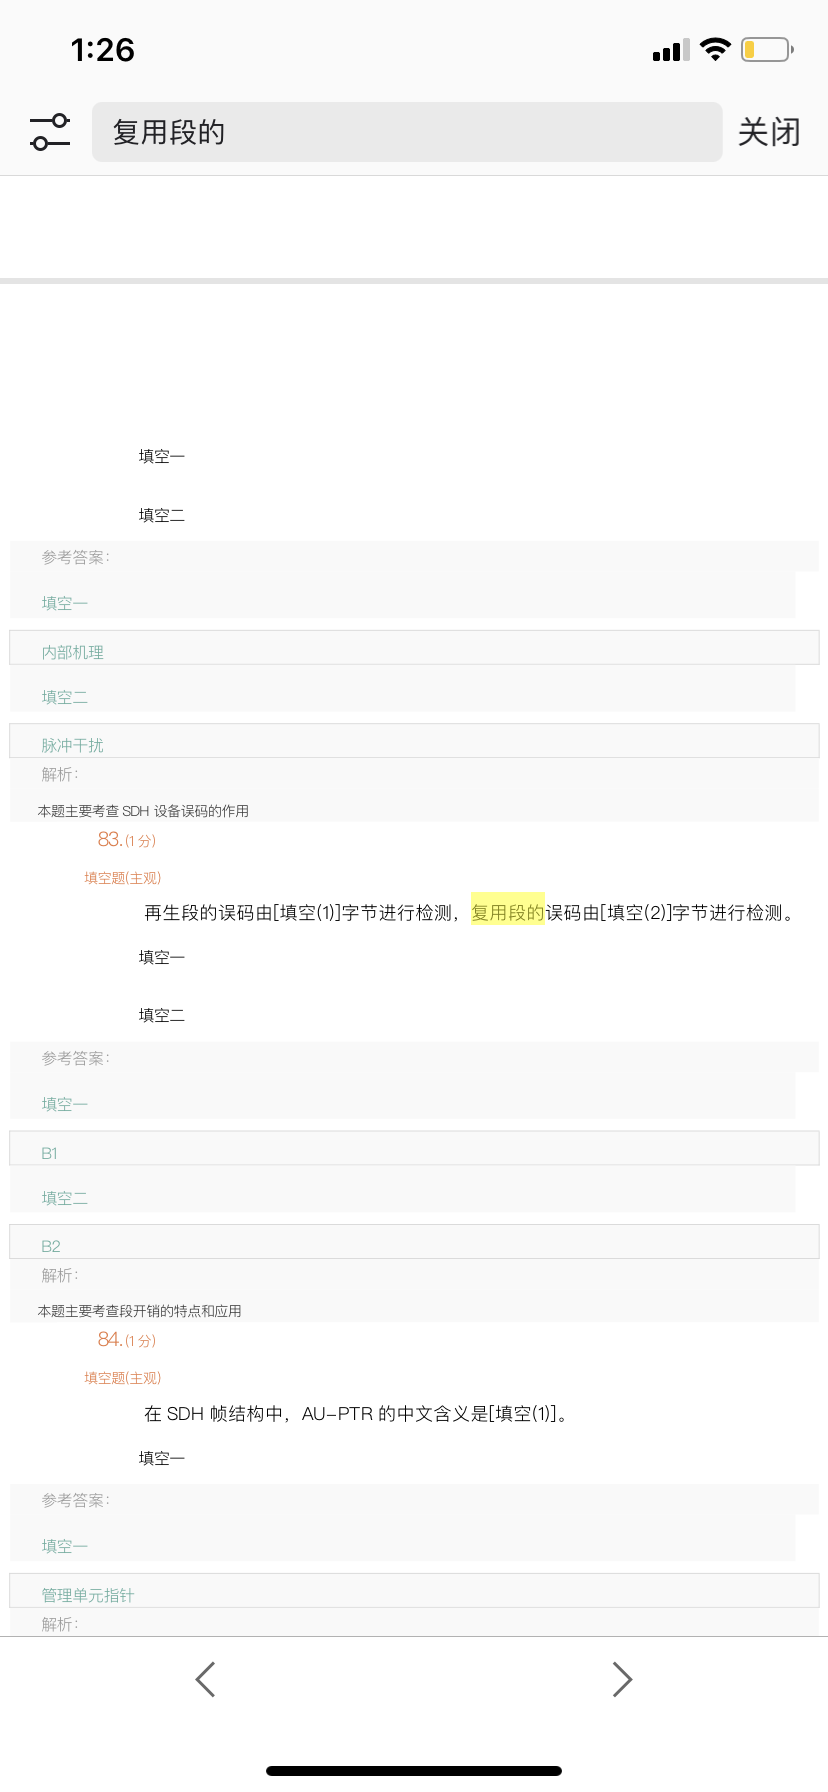 1:26
复用段的
关闭
填空一
填空二
参考答案：
填空一
内部机理
填空二
脉冲干扰
解析：
本题主要考查 SDH 设备误码的作用
83.(1 分)
填空题(主观)
再生段的误码由[填空(1)]字节进行检测，复用段的误码由[填空(2)]字节进行检测。
填空一
填空二
参考答案：
填空一
B1
填空二
B2
解析：
本题主要考查段开销的特点和应用
84.(1 分)
填空题(主观)
在 SDH 帧结构中，AU-PTR 的中文含义是[填空(1)]。
填空一
参考答案：
填空一
管理单元指针
解析：